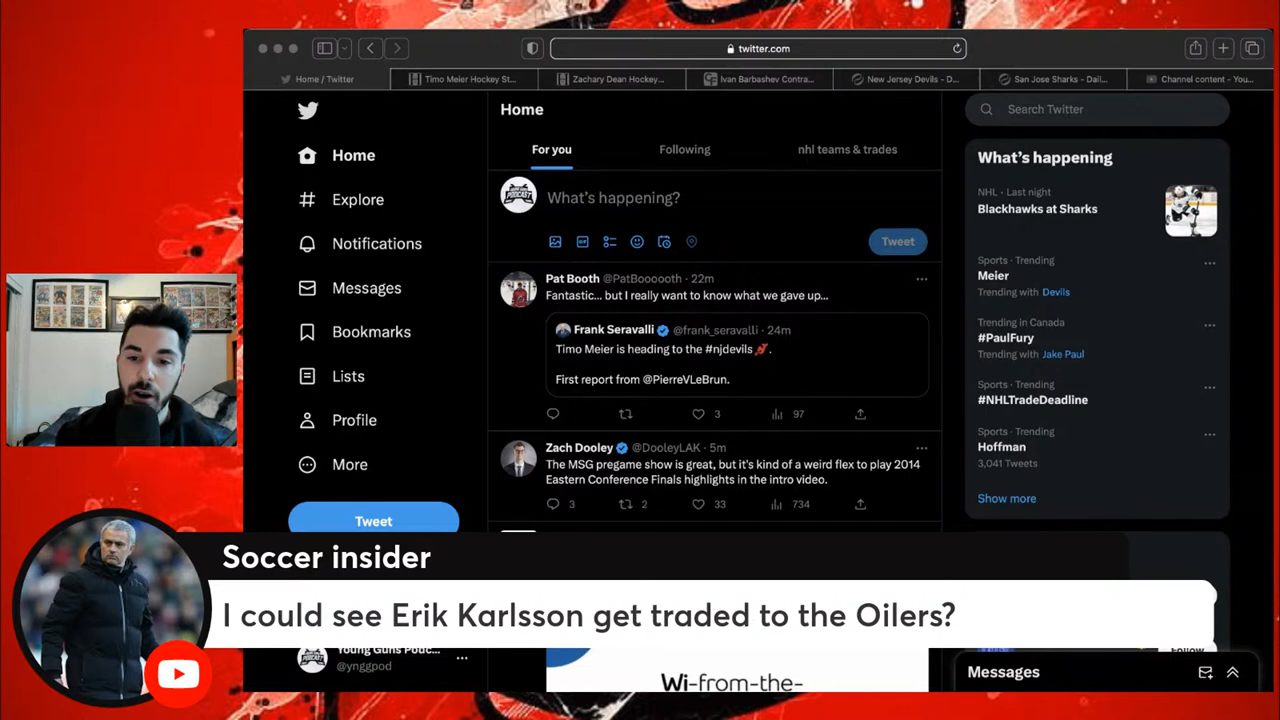 twitter.com
Home / Twitter
Timo Meier Hockey St...
Zachary Dean Hockey...
Ivan Barbashev Contra...
New Jersey Devils - D...
San Jose Sharks - Dail...
Channel content - You...
Home
Explore
Notifications
Messages
Bookmarks
Lists
Profile
More
Tweet
Young Guns Podc...
@ynggpod
Home
For you
Following
nhl teams & trades
What's happening?
Tweet
Pat Booth @PatBoooooth · 22m
Fantastic... but I really want to know what we gave up...
Frank Seravalli @frank_seravalli · 24m
Timo Meier is heading to the #njdevils.
First report from @PierreVLeBrun.
3
97
Zach Dooley @DooleyLAK · 5m
The MSG pregame show is great, but it's kind of a weird flex to play 2014
Eastern Conference Finals highlights in the intro video.
3
2
33
734
Wi-from-the-
Search Twitter
What's happening
NHL · Last night
Blackhawks at Sharks
Sports · Trending
Meier
Trending with Devils
Trending in Canada
#PaulFury
Trending with Jake Paul
Sports · Trending
#NHLTradeDeadline
Sports · Trending
Hoffman
3,041 Tweets
Show more
Messages
Soccer insider
I could see Erik Karlsson get traded to the Oilers?